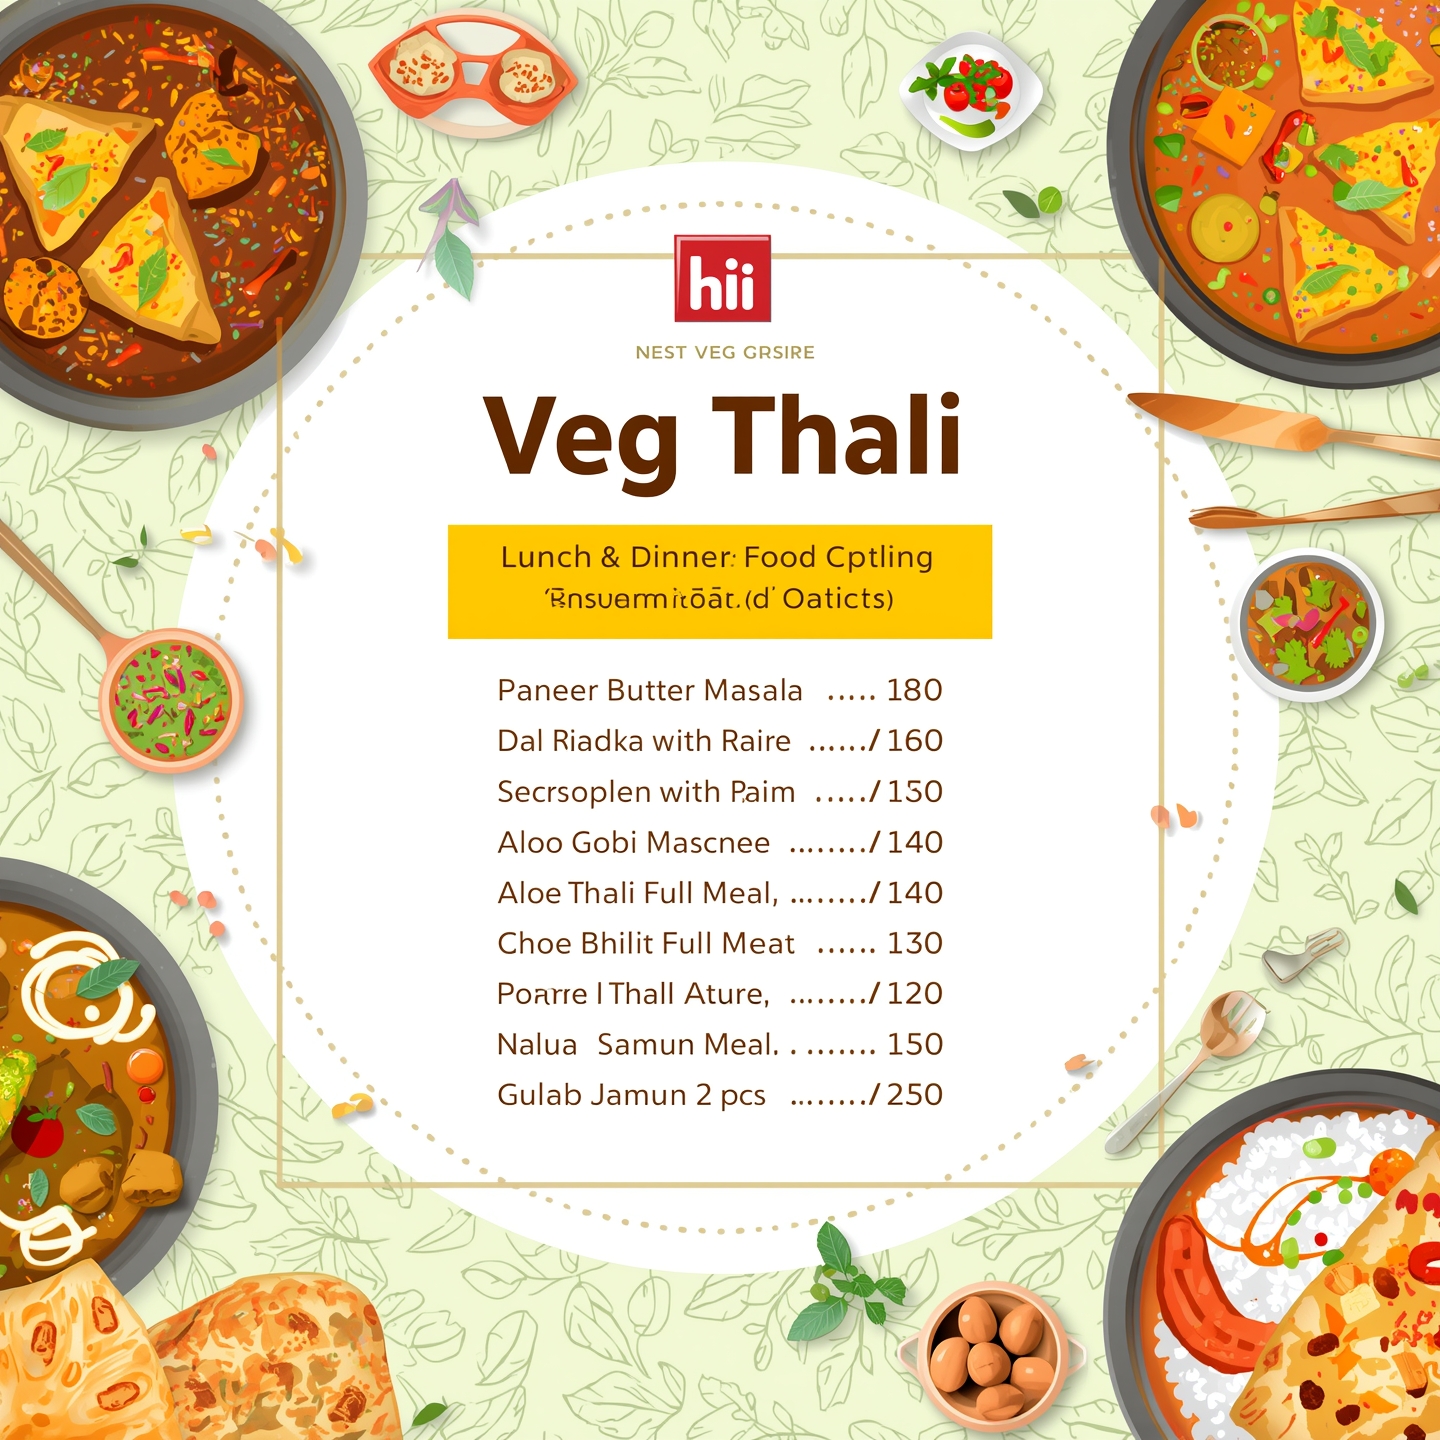 hii
NEST VEG GRSIRE
Veg Thali
Lunch & Dinner: Food Cptling
(d' Oaticts)
Paneer Butter Masala ..... 180
Dal Riadka with Raire ....../ 160
Secrsoplen with Paim ...../ 150
Aloo Gobi Mascnee ......../ 140
Aloe Thali Full Meal, ......../ 140
Choe Bhilit Full Meat ...... 130
Thall Ature, ......../ 120
Nalua Samun Meal. . ....... 150
Gulab Jamun 2 pcs ......../ 250